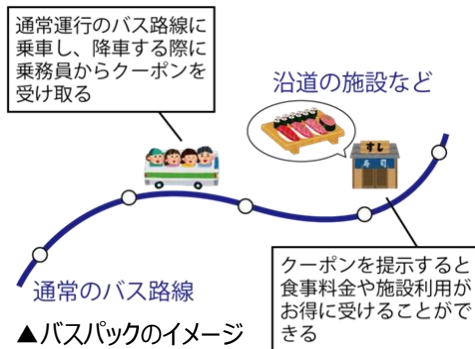 通常運行のバス路線に
乗車し、降車する際に
乗務員からクーポンを
受け取る
沿道の施設など
すし
寿司
通常のバス路線
クーポンを提示すると
食事料金や施設利用が
お得に受けることがで
きる
▲バスパックのイメージ